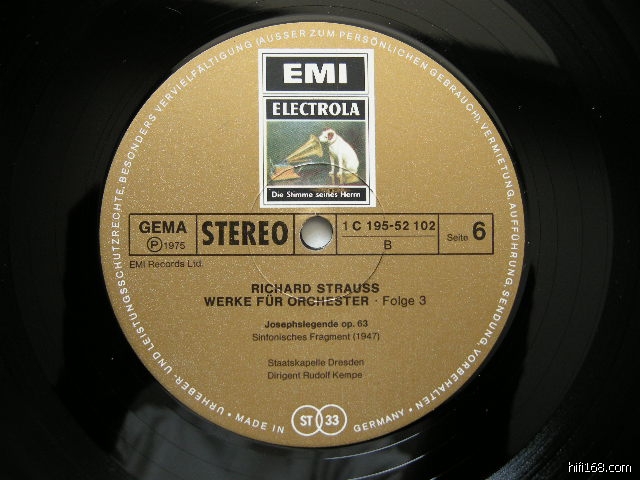 URHEBER- UND LEISTUNGSSCHUTZRECHTE, BESONDERS VERVIELFÄLTIGUNG (AUSSER ZUM PERSÖNLICHEN GEBRAUCH), VERMIETUNG, AUFFÜHRUNG, SENDUNG, VORBEHALTEN
EMI
ELECTROLA
Die Stimme seines Herrn
GEMA
Ⓟ 1975
STEREO
1 C 195-52 102
B
Seite 6
EMI Records Ltd.
RICHARD STRAUSS
WERKE FÜR ORCHESTER · Folge 3
Josephslegende op. 63
Sinfonisches Fragment (1947)
Staatskapelle Dresden
Dirigent Rudolf Kempe
• MADE IN ST 33 GERMANY •
hifi168.com